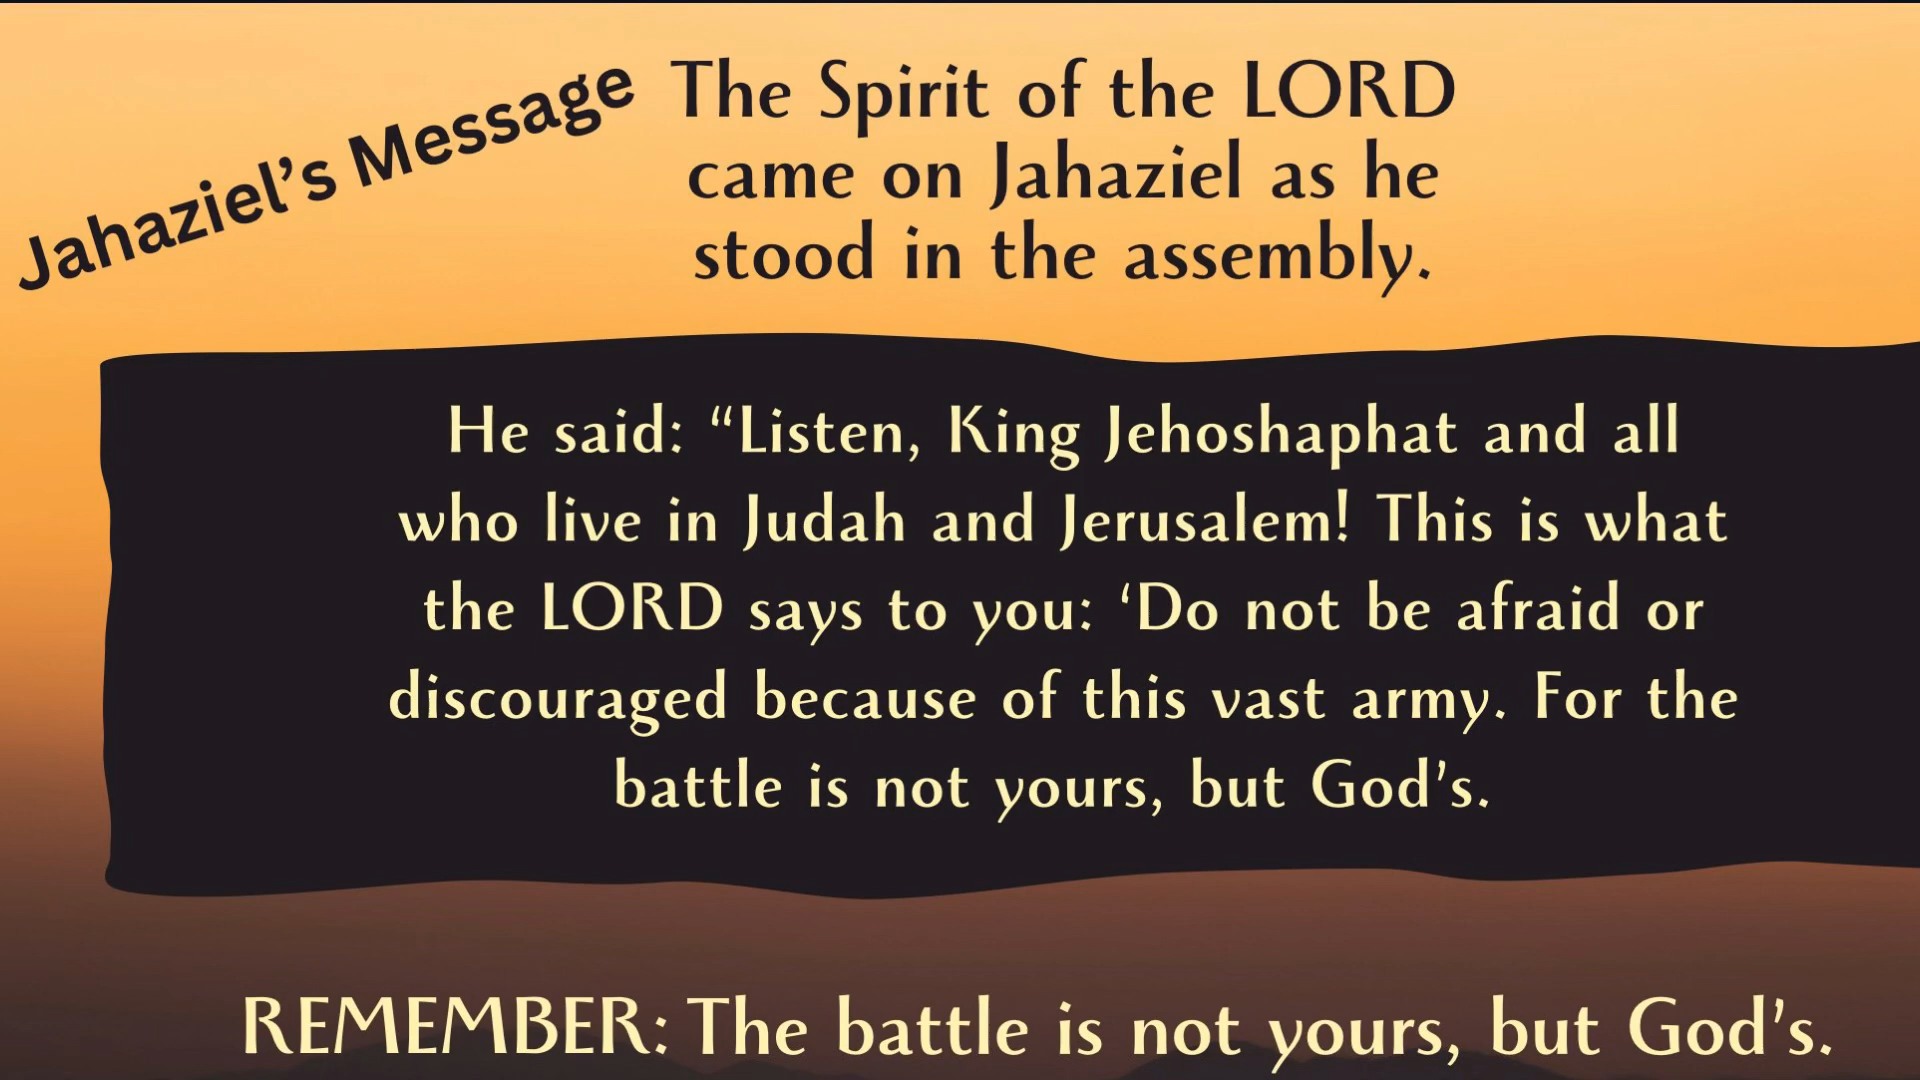 Jahaziel’s Message
The Spirit of the LORD
came on Jahaziel as he
stood in the assembly.
He said: “Listen, King Jehoshaphat and all
who live in Judah and Jerusalem! This is what
the LORD says to you: ‘Do not be afraid or
discouraged because of this vast army. For the
battle is not yours, but God’s.
REMEMBER: The battle is not yours, but God’s.